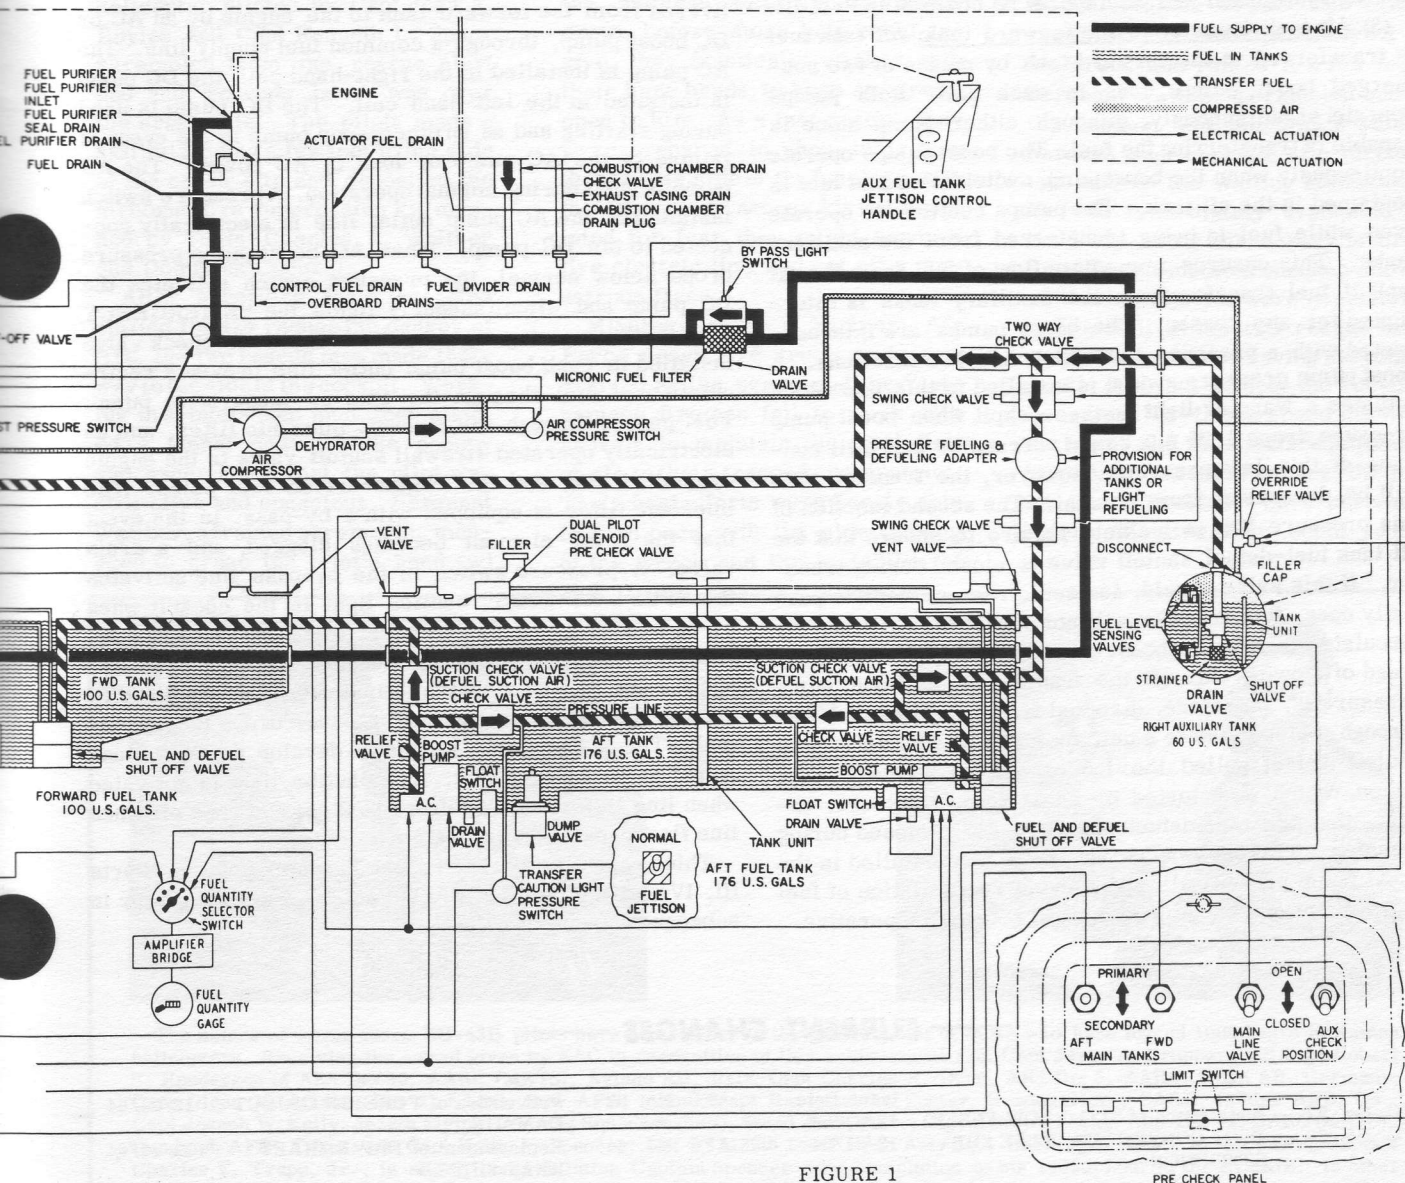 FUEL SUPPLY TO ENGINE
FUEL IN TANKS
TRANSFER FUEL
COMPRESSED AIR
ELECTRICAL ACTUATION
MECHANICAL ACTUATION
FUEL PURIFIER
FUEL PURIFIER
INLET
FUEL PURIFIER
SEAL DRAIN
EL PURIFIER DRAIN
FUEL DRAIN
ENGINE
ACTUATOR FUEL DRAIN
COMBUSTION CHAMBER DRAIN
CHECK VALVE
EXHAUST CASING DRAIN
COMBUSTION CHAMBER
DRAIN PLUG
AUX FUEL TANK
JETTISON CONTROL
HANDLE
BY PASS LIGHT
SWITCH
CONTROL FUEL DRAIN
FUEL DIVIDER DRAIN
OVERBOARD DRAINS
-OFF VALVE
MICRONIC FUEL FILTER
DRAIN
VALVE
TWO WAY
CHECK VALVE
SWING CHECK VALVE
ST PRESSURE SWITCH
AIR
COMPRESSOR
DEHYDRATOR
AIR COMPRESSOR
PRESSURE SWITCH
PRESSURE FUELING &
DEFUELING ADAPTER
PROVISION FOR
ADDITIONAL
TANKS OR
FLIGHT
REFUELING
SOLENOID
OVERRIDE
RELIEF VALVE
VENT
VALVE
FILLER
DUAL PILOT
SOLENOID
PRE CHECK VALVE
SWING CHECK VALVE
VENT VALVE
DISCONNECT
FILLER
CAP
FUEL LEVEL
SENSING
VALVES
TANK
UNIT
STRAINER
DRAIN
VALVE
SHUT OFF
VALVE
RIGHT AUXILIARY TANK
60 U.S. GALS
FWD TANK
100 U.S. GALS.
SUCTION CHECK VALVE
(DEFUEL SUCTION AIR)
CHECK VALVE
PRESSURE LINE
SUCTION CHECK VALVE
(DEFUEL SUCTION AIR)
CHECK VALVE
RELIEF
VALVE
BOOST
PUMP
AFT TANK
176 U.S. GALS.
RELIEF
VALVE
BOOST PUMP
FUEL AND DEFUEL
SHUT OFF VALVE
FORWARD FUEL TANK
100 U.S. GALS.
FLOAT
SWITCH
A.C.
DRAIN
VALVE
DUMP
VALVE
FLOAT SWITCH
DRAIN VALVE
A.C.
TANK UNIT
FUEL AND DEFUEL
SHUT OFF VALVE
NORMAL
FUEL
JETTISON
AFT FUEL TANK
176 U.S. GALS
TRANSFER
CAUTION LIGHT
PRESSURE
SWITCH
FUEL
QUANTITY
SELECTOR
SWITCH
AMPLIFIER
BRIDGE
FUEL
QUANTITY
GAGE
PRIMARY
SECONDARY
AFT
FWD
MAIN TANKS
OPEN
CLOSED
MAIN
LINE
VALVE
AUX
CHECK
POSITION
LIMIT SWITCH
PRE CHECK PANEL
FIGURE 1